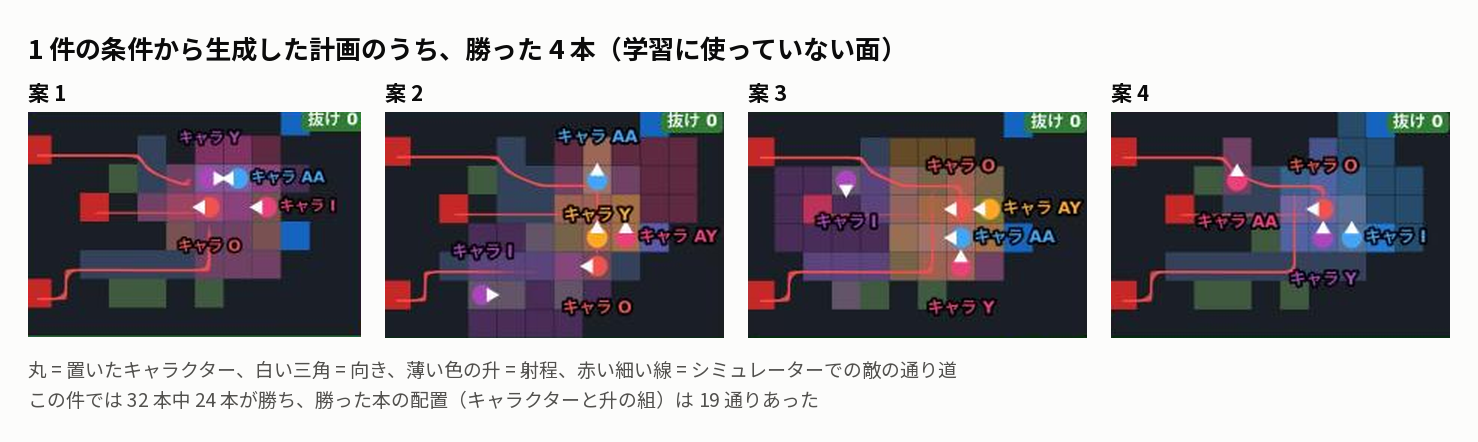 1 件の条件から生成した計画のうち、勝った 4 本（学習に使っていない面）
案 1
案 2
案 3
案 4
抜け 0
キャラ Y
キャラ AA
キャラ I
キャラ O
抜け 0
キャラ AA
キャラ Y
キャラ AY
キャラ I
キャラ O
抜け 0
キャラ O
キャラ AY
キャラ I
キャラ AA
キャラ Y
抜け 0
キャラ O
キャラ AA
キャラ I
キャラ Y
丸 = 置いたキャラクター、白い三角 = 向き、薄い色の升 = 射程、赤い細い線 = シミュレーターでの敵の通り道
この件では 32 本中 24 本が勝ち、勝った本の配置（キャラクターと升の組）は 19 通りあった